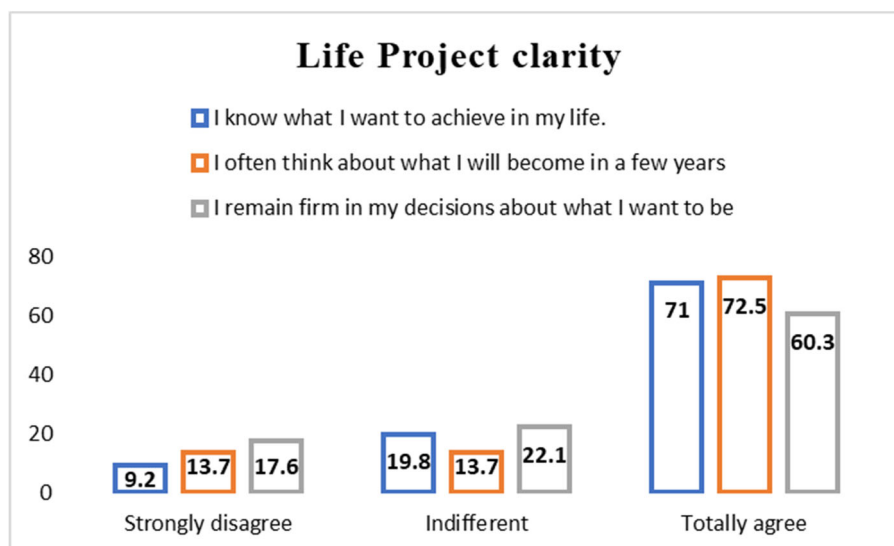 Life Project clarity
I know what I want to achieve in my life.
I often think about what I will become in a few years
I remain firm in my decisions about what I want to be
80
60
40
20
0
9.2
13.7
17.6
19.8
13.7
22.1
71
72.5
60.3
Strongly disagree
Indifferent
Totally agree